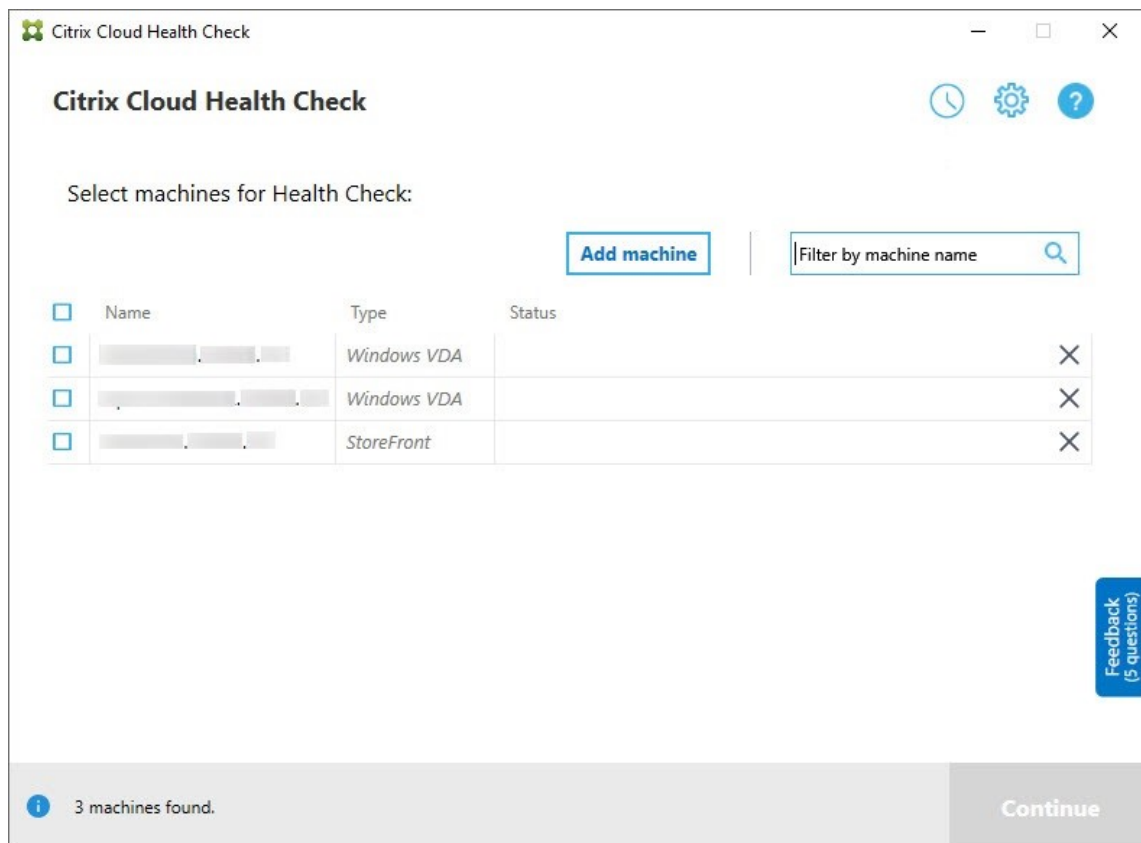 Citrix Cloud Health Check
Citrix Cloud Health Check
?
Select machines for Health Check:
Add machine
Filter by machine name
Name Type Status
Windows VDA
Windows VDA
StoreFront
Feedback
(5 questions)
i 3 machines found.
Continue